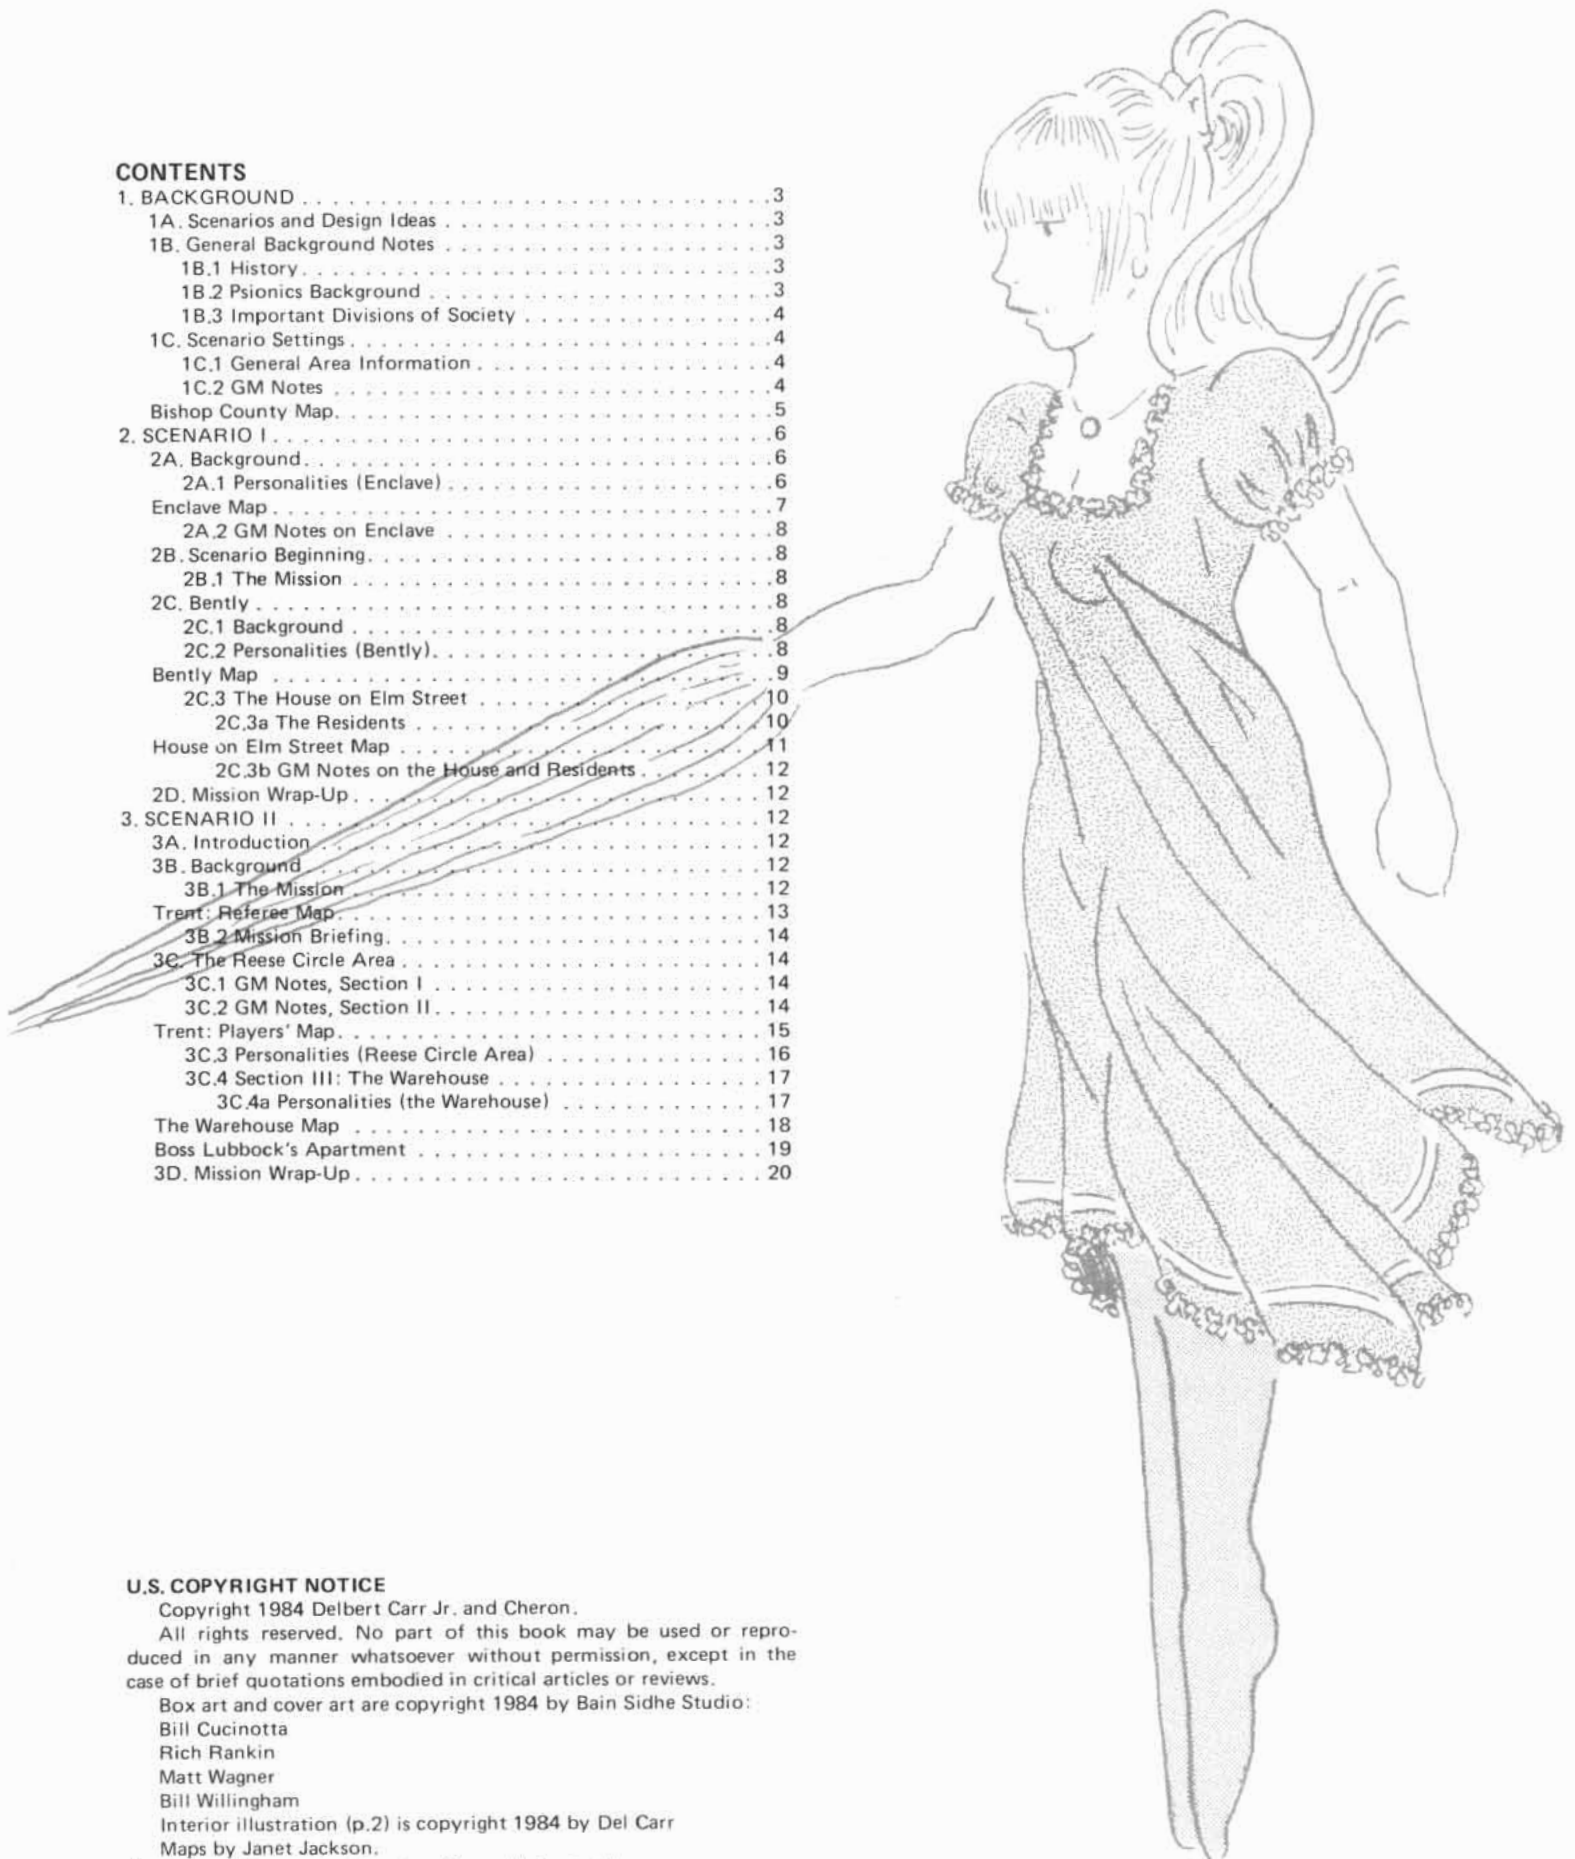 CONTENTS
1. BACKGROUND . . . . . . . . . . . . . . . . . . . . . . . . . . . . . . 3
1A. Scenarios and Design Ideas . . . . . . . . . . . . . . . . . . . . . 3
1B. General Background Notes . . . . . . . . . . . . . . . . . . . . . 3
1B.1 History . . . . . . . . . . . . . . . . . . . . . . . . . . . . . . 3
1B.2 Psionics Background . . . . . . . . . . . . . . . . . . . . . . 3
1B.3 Important Divisions of Society . . . . . . . . . . . . . . . . 4
1C. Scenario Settings . . . . . . . . . . . . . . . . . . . . . . . . . . . 4
1C.1 General Area Information . . . . . . . . . . . . . . . . . . . 4
1C.2 GM Notes . . . . . . . . . . . . . . . . . . . . . . . . . . . . 4
Bishop County Map. . . . . . . . . . . . . . . . . . . . . . . . . . . . 5
2. SCENARIO I . . . . . . . . . . . . . . . . . . . . . . . . . . . . . . . . 6
2A. Background . . . . . . . . . . . . . . . . . . . . . . . . . . . . . . 6
2A.1 Personalities (Enclave) . . . . . . . . . . . . . . . . . . . . . 6
Enclave Map . . . . . . . . . . . . . . . . . . . . . . . . . . . . . . . . 7
2A.2 GM Notes on Enclave . . . . . . . . . . . . . . . . . . . . . 8
2B. Scenario Beginning. . . . . . . . . . . . . . . . . . . . . . . . . . 8
2B.1 The Mission . . . . . . . . . . . . . . . . . . . . . . . . . . . 8
2C. Bently . . . . . . . . . . . . . . . . . . . . . . . . . . . . . . . . . 8
2C.1 Background . . . . . . . . . . . . . . . . . . . . . . . . . . . 8
2C.2 Personalities (Bently). . . . . . . . . . . . . . . . . . . . . . 8
Bently Map . . . . . . . . . . . . . . . . . . . . . . . . . . . . . . . . 9
2C.3 The House on Elm Street . . . . . . . . . . . . . . . . . . 10
2C.3a The Residents . . . . . . . . . . . . . . . . . . . . . . . 10
House on Elm Street Map . . . . . . . . . . . . . . . . . . . . . . . 11
2C.3b GM Notes on the House and Residents . . . . . . . . 12
2D. Mission Wrap-Up . . . . . . . . . . . . . . . . . . . . . . . . . . 12
3. SCENARIO II . . . . . . . . . . . . . . . . . . . . . . . . . . . . . . 12
3A. Introduction . . . . . . . . . . . . . . . . . . . . . . . . . . . . 12
3B. Background . . . . . . . . . . . . . . . . . . . . . . . . . . . . . 12
3B.1 The Mission . . . . . . . . . . . . . . . . . . . . . . . . . . 12
Trent: Referee Map. . . . . . . . . . . . . . . . . . . . . . . . . . . 13
3B.2 Mission Briefing. . . . . . . . . . . . . . . . . . . . . . . . 14
3C. The Reese Circle Area . . . . . . . . . . . . . . . . . . . . . . . 14
3C.1 GM Notes, Section I . . . . . . . . . . . . . . . . . . . . . 14
3C.2 GM Notes, Section II . . . . . . . . . . . . . . . . . . . . . 14
Trent: Players' Map. . . . . . . . . . . . . . . . . . . . . . . . . . . 15
3C.3 Personalities (Reese Circle Area) . . . . . . . . . . . . . . 16
3C.4 Section III: The Warehouse . . . . . . . . . . . . . . . . . 17
3C.4a Personalities (the Warehouse) . . . . . . . . . . . . . 17
The Warehouse Map . . . . . . . . . . . . . . . . . . . . . . . . . . 18
Boss Lubbock's Apartment . . . . . . . . . . . . . . . . . . . . . . 19
3D. Mission Wrap-Up . . . . . . . . . . . . . . . . . . . . . . . . . . 20
U.S. COPYRIGHT NOTICE
Copyright 1984 Delbert Carr Jr. and Cheron.
All rights reserved. No part of this book may be used or repro-
duced in any manner whatsoever without permission, except in the
case of brief quotations embodied in critical articles or reviews.
Box art and cover art are copyright 1984 by Bain Sidhe Studio:
Bill Cucinotta
Rich Rankin
Matt Wagner
Bill Willingham
Interior illustration (p.2) is copyright 1984 by Del Carr
Maps by Janet Jackson.